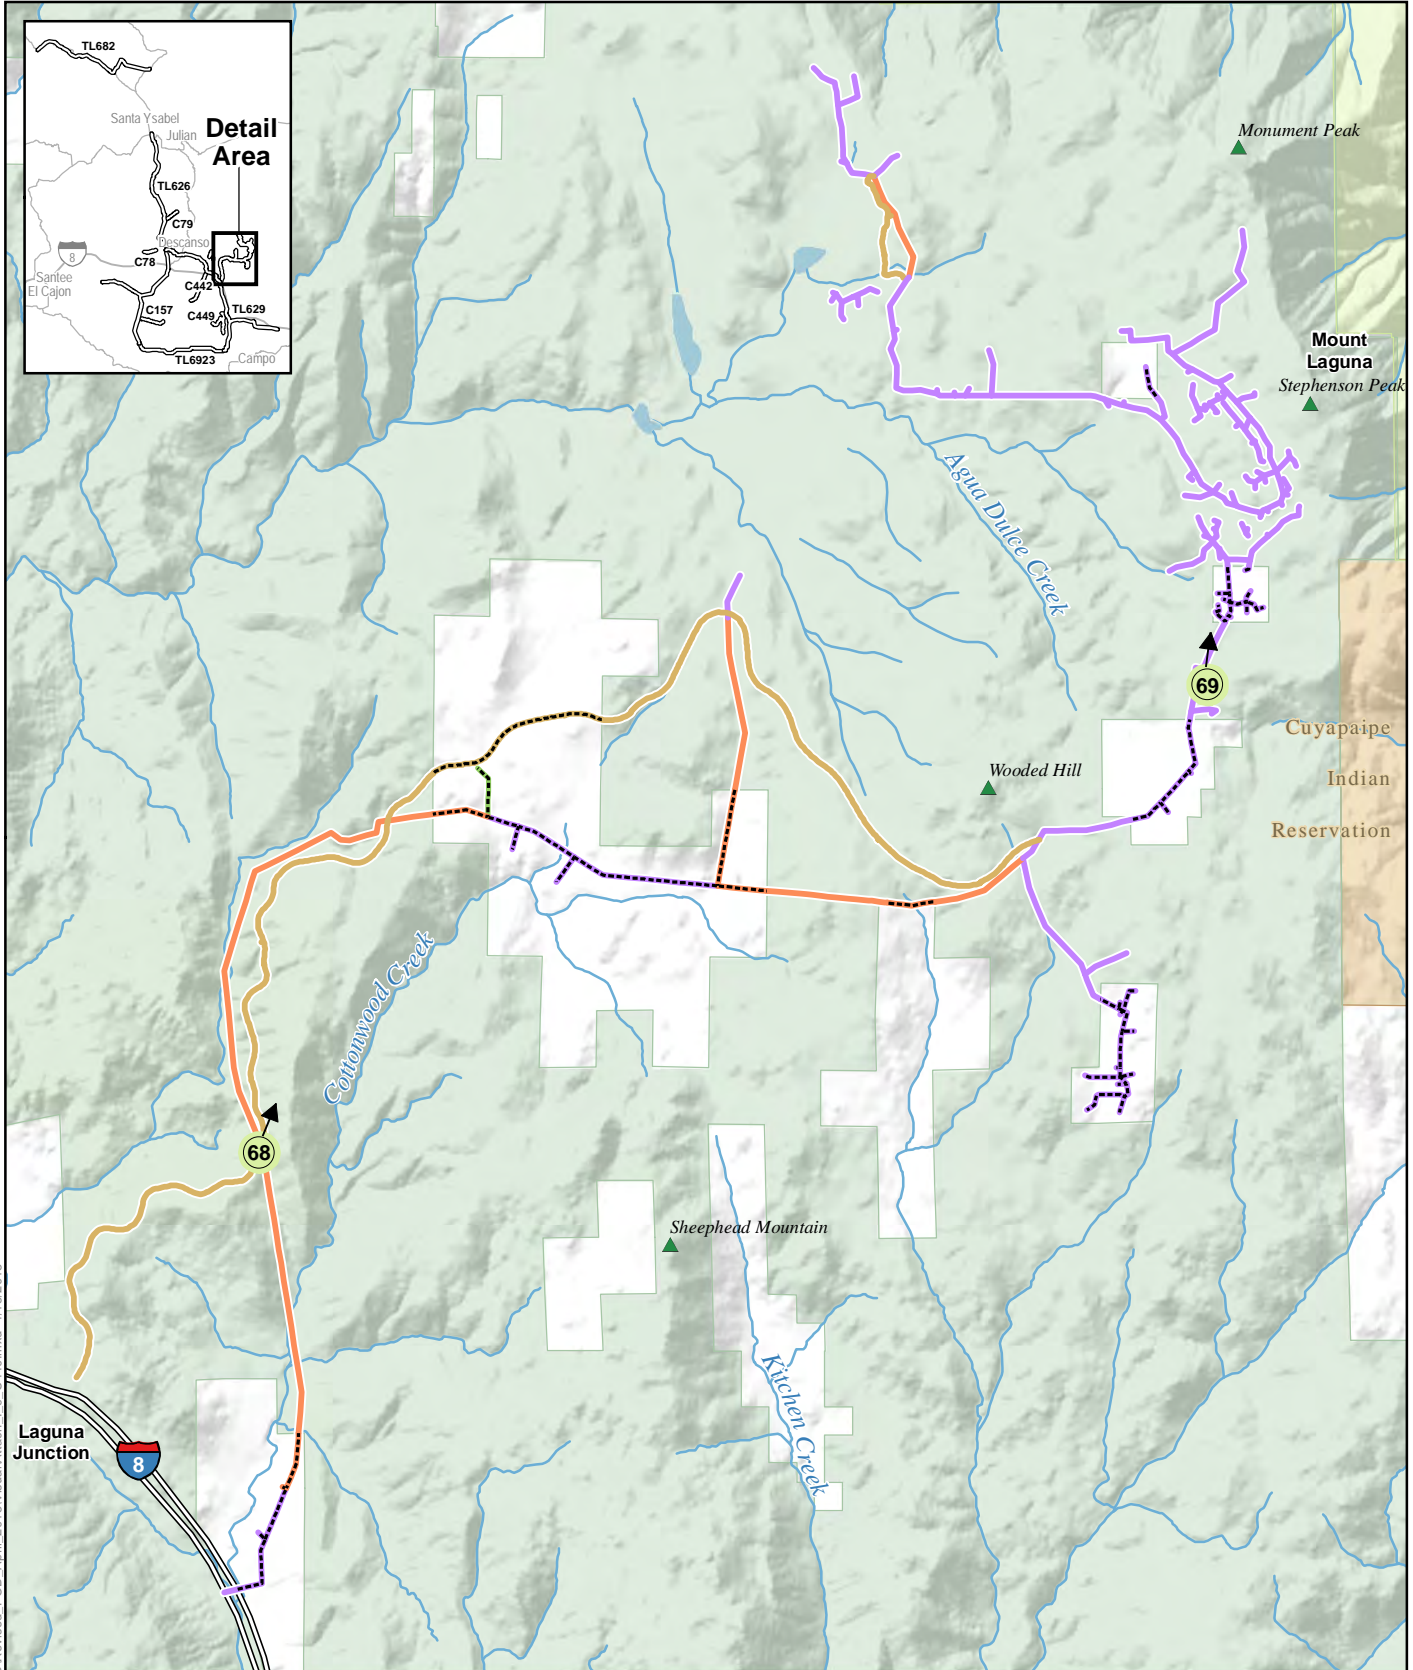 TL682
Santa Ysabel
Julian
Detail
Area
TL626
C79
Descanso
C78
8
Santee
El Cajon
C442
C157
C449
TL629
TL6923
Campo
Monument Peak
Mount
Laguna
Stephenson Peak
Agua Dulce Creek
69
Cuyapaipe
Indian
Reservation
Wooded Hill
Cottonwood Creek
68
Sheephead Mountain
Kitchen Creek
Laguna
Junction
8